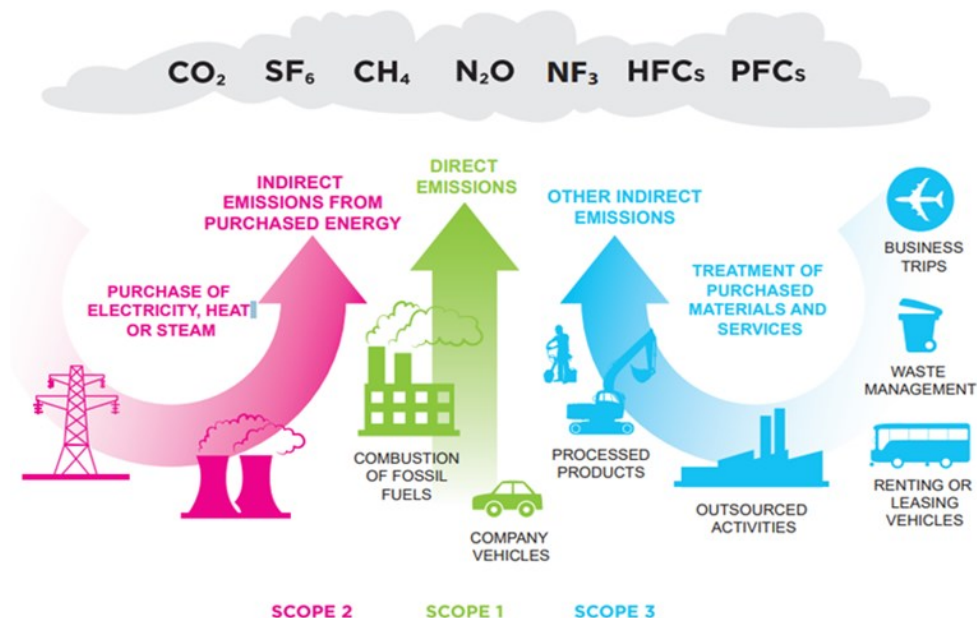 CO₂ SF₆ CH₄ N₂O NF₃ HFCs PFCs
INDIRECT
EMISSIONS FROM
PURCHASED ENERGY
DIRECT
EMISSIONS
OTHER INDIRECT
EMISSIONS
PURCHASE OF
ELECTRICITY, HEAT
OR STEAM
TREATMENT OF
PURCHASED
MATERIALS AND
SERVICES
BUSINESS
TRIPS
WASTE
MANAGEMENT
RENTING OR
LEASING
VEHICLES
COMBUSTION
OF FOSSIL
FUELS
COMPANY
VEHICLES
PROCESSED
PRODUCTS
OUTSOURCED
ACTIVITIES
SCOPE 2 SCOPE 1 SCOPE 3